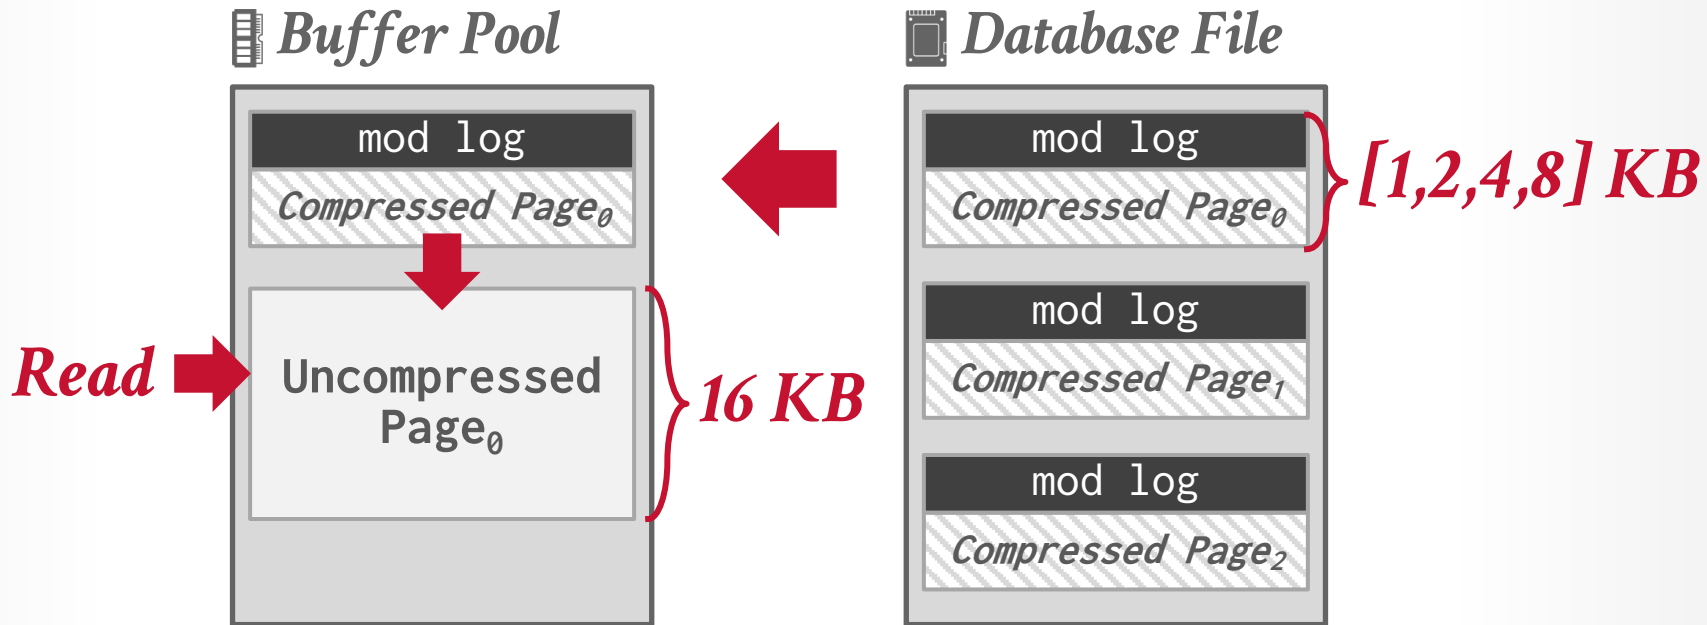 Buffer Pool
mod log
Compressed Page₀
Read
Uncompressed
Page₀
16 KB
Database File
mod log
Compressed Page₀
[1,2,4,8] KB
mod log
Compressed Page₁
mod log
Compressed Page₂